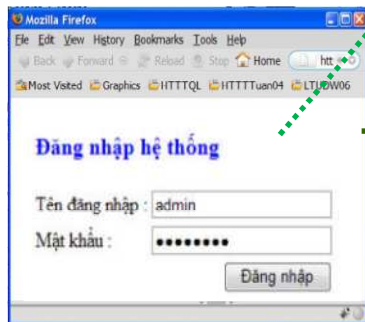 Mozilla Firefox
File Edit View History Bookmarks Tools Help
Back Forward Reload Stop Home htt
Most Visited Graphics HTTTQL HTTTTuan04 LTUDW06
Đăng nhập hệ thống
Tên đăng nhập : admin
Mật khẩu : ●●●●●●●●
Đăng nhập